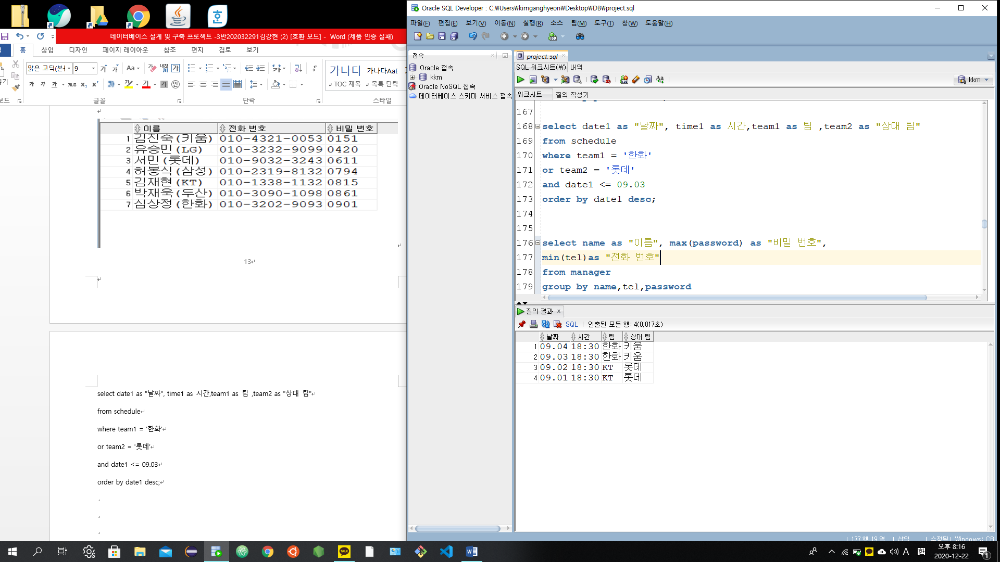 데이터베이스 설계 및 구축 프로젝트 -3반202032291김강현 (2) [호환 모드] - Word (제품 인증 실패)
홈 삽입 디자인 페이지 레이아웃 참조 편지 검토 보기
맑은 고딕(본문 9
가나디 가나다AaE
TOC 제목 목록 단락
글꼴 단락 스타일
이름 전화 번호 비밀 번호
1 김진숙(키움) 010-4321-0053 0151
2 유승민(LG) 010-3232-9099 0420
3 서민(롯데) 010-9032-3243 0611
4 허봉식(삼성) 010-2319-8132 0794
5 김재현(KT) 010-1338-1132 0815
6 박재욱(두산) 010-3090-1098 0861
7 심상정(한화) 010-3202-9093 0901
13
select date1 as "날짜", time1 as 시간,team1 as 팀 ,team2 as "상대 팀"
from schedule
where team1 = '한화'
or team2 = '롯데'
and date1 <= 09.03
order by date1 desc;
Oracle SQL Developer : C:₩Users₩kimganghyeon₩Desktop₩DB₩project.sql
파일(F) 편집(E) 보기(V) 이동(N) 실행(R) 소스 팀(M) 도구(T) 창(W) 도움말(H)
접속
Oracle 접속
kkm
Oracle NoSQL 접속
데이터베이스 스키마 서비스 접속
project.sql
SQL 워크시트(W) 내역
kkm
워크시트 질의 작성기
167
168 select date1 as "날짜", time1 as 시간,team1 as 팀 ,team2 as "상대 팀"
169 from schedule
170 where team1 = '한화'
171 or team2 = '롯데'
172 and date1 <= 09.03
173 order by date1 desc;
174
175
176 select name as "이름", max(password) as "비밀 번호",
177 min(tel)as "전화 번호"
178 from manager
179 group by name,tel,password
질의 결과 x
SQL 인출된 모든 행: 4(0,017초)
날짜 시간 팀 상대 팀
1 09.04 18:30 한화 키움
2 09.03 18:30 한화 키움
3 09.02 18:30 KT 롯데
4 09.01 18:30 KT 롯데
177 행, 19 열 삽입 수정됨 Windows: CR
오후 8:16
2020-12-22